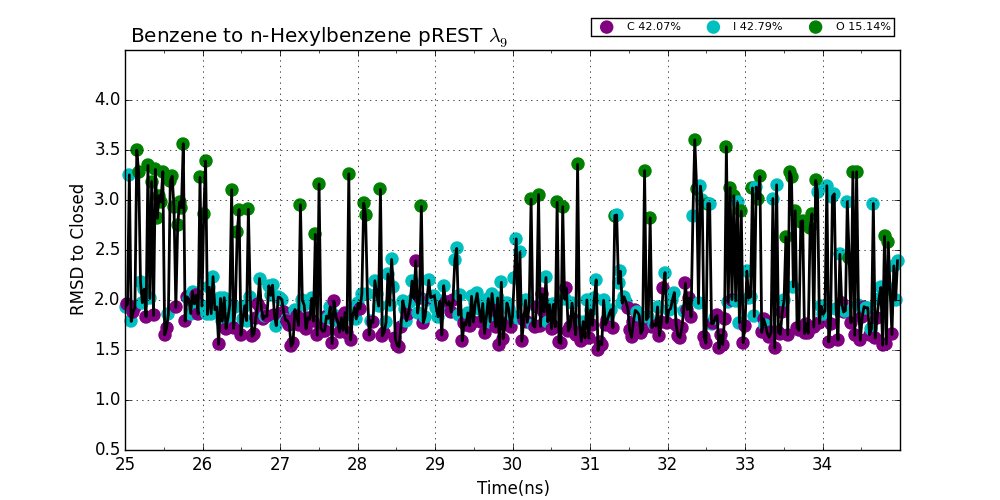 Benzene to n-Hexylbenzene pREST λ₉
C 42.07% I 42.79% O 15.14%
RMSD to Closed
4.0
3.5
3.0
2.5
2.0
1.5
1.0
0.5
25 26 27 28 29 30 31 32 33 34
Time(ns)